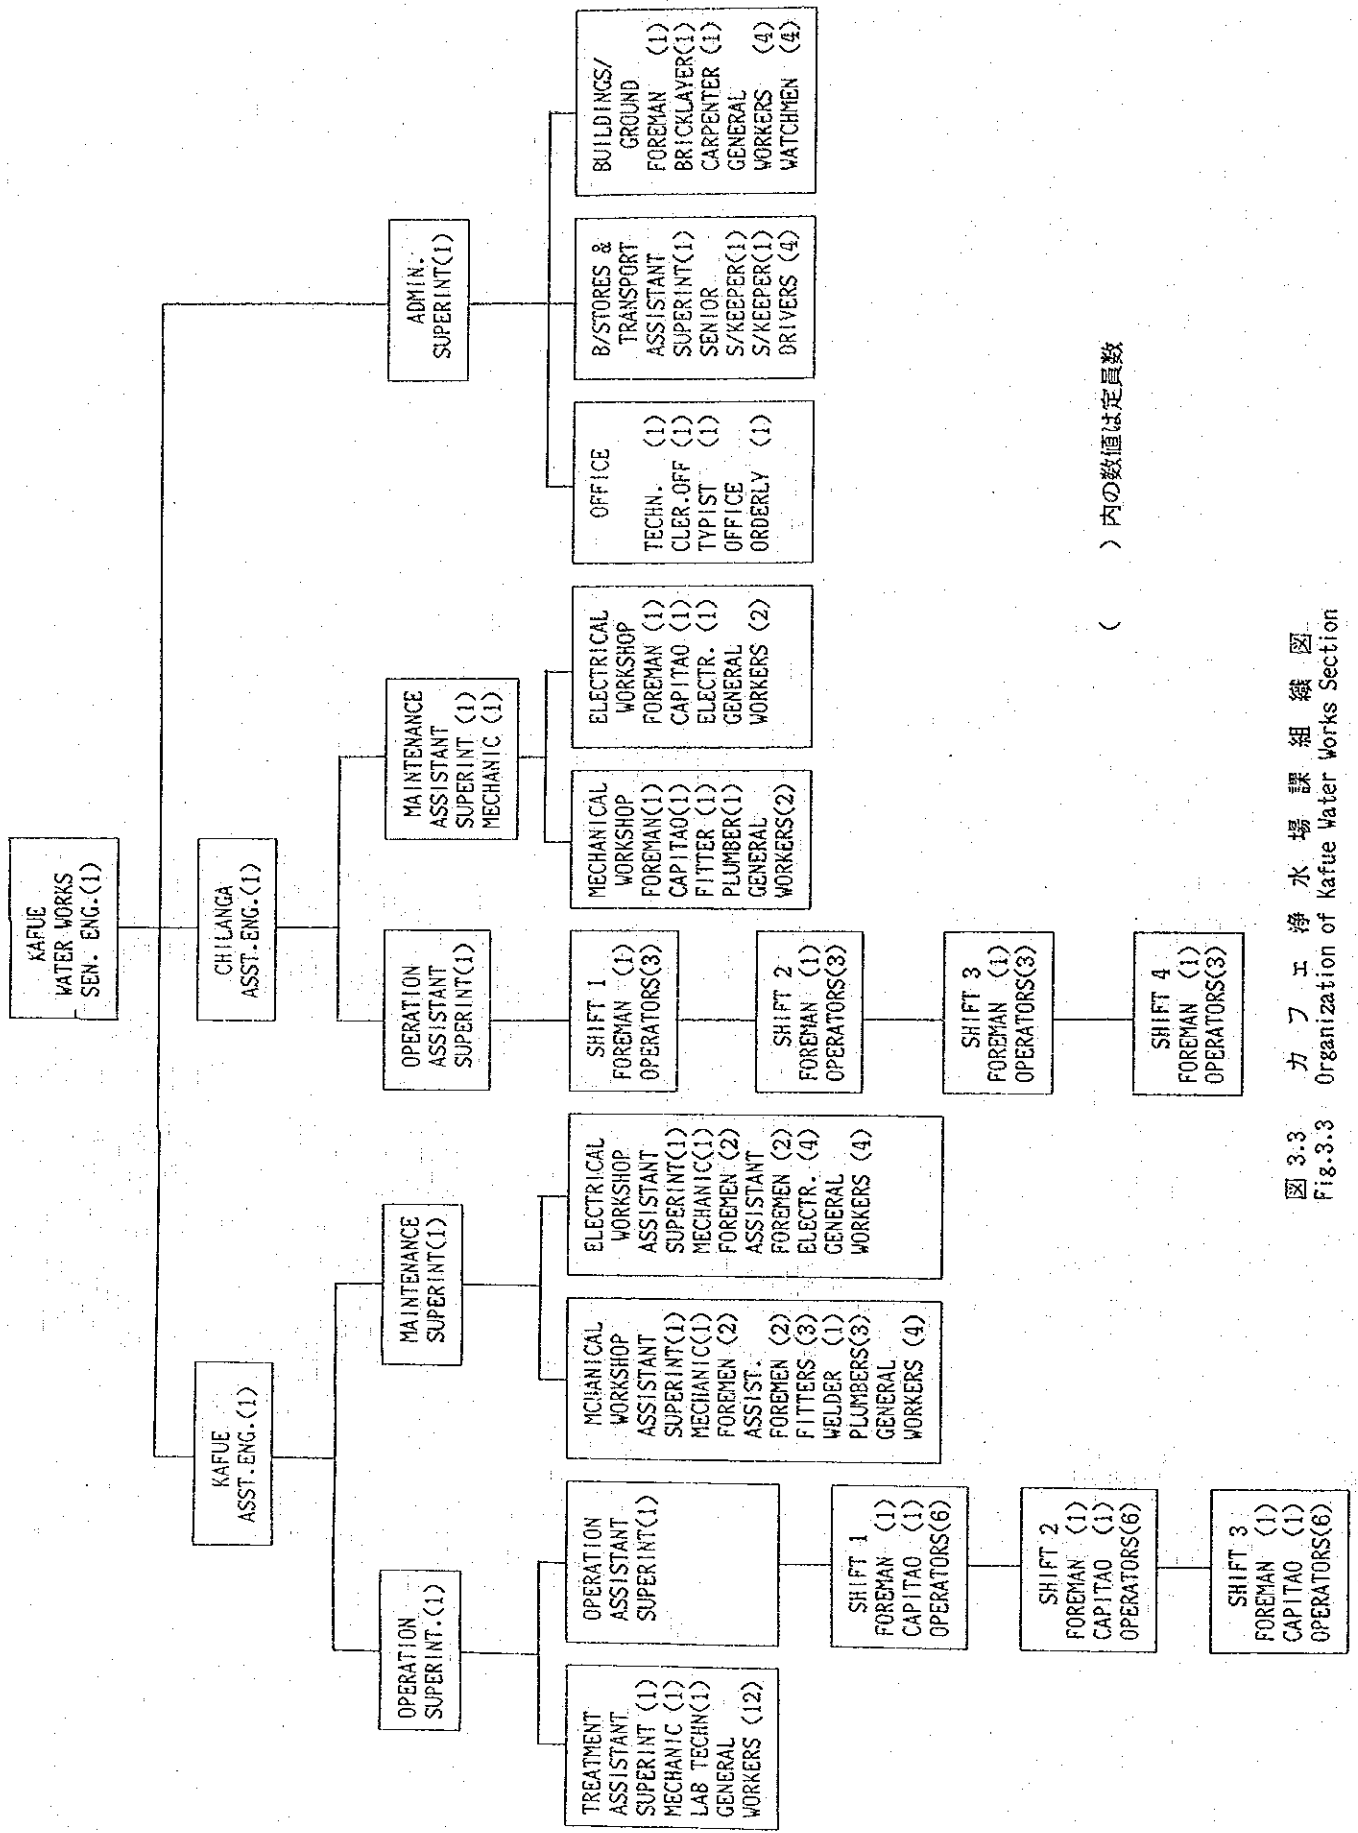 KAFUE
WATER WORKS
SEN. ENG.(1)
KAFUE
ASST.ENG.(1)
CHILANGA
ASST.ENG.(1)
ADMIN.
SUPERINT(1)
OPERATION
SUPERINT.(1)
MAINTENANCE
SUPERINT(1)
OPERATION
ASSISTANT
SUPERINT(1)
MAINTENANCE
ASSISTANT
SUPERINT (1)
MECHANIC (1)
TREATMENT
ASSISTANT
SUPERINT (1)
MECHANIC (1)
LAB TECHN(1)
GENERAL
WORKERS (12)
OPERATION
ASSISTANT
SUPERINT(1)
MCHANICAL
WORKSHOP
ASSISTANT
SUPERINT(1)
MECHANIC(1)
FOREMEN (2)
ASSIST.
FOREMEN (2)
FITTERS (3)
WELDER (1)
PLUMBERS(3)
GENERAL
WORKERS (4)
ELECTRICAL
WORKSHOP
ASSISTANT
SUPERINT(1)
MECHANIC(1)
FOREMEN (2)
ASSISTANT
FOREMEN (2)
ELECTR. (4)
GENERAL
WORKERS (4)
SHIFT 1
FOREMAN (1)
OPERATORS(3)
MECHANICAL
WORKSHOP
FOREMAN(1)
CAPITAO(1)
FITTER (1)
PLUMBER(1)
GENERAL
WORKERS(2)
ELECTRICAL
WORKSHOP
FOREMAN (1)
CAPITAO (1)
ELECTR. (1)
GENERAL
WORKERS (2)
OFFICE
TECHN. (1)
CLER.OFF (1)
TYPIST (1)
OFFICE
ORDERLY (1)
B/STORES &
TRANSPORT
ASSISTANT
SUPERINT(1)
SENIOR
S/KEEPER(1)
S/KEEPER(1)
DRIVERS (4)
BUILDINGS/
GROUND
FOREMAN (1)
BRICKLAYER(1)
CARPENTER (1)
GENERAL
WORKERS (4)
WATCHMEN (4)
SHIFT 1
FOREMAN (1)
CAPITAO (1)
OPERATORS(6)
SHIFT 2
FOREMAN (1)
OPERATORS(3)
SHIFT 2
FOREMAN (1)
CAPITAO (1)
OPERATORS(6)
SHIFT 3
FOREMAN (1)
OPERATORS(3)
SHIFT 3
FOREMAN (1)
CAPITAO (1)
OPERATORS(6)
SHIFT 4
FOREMAN (1)
OPERATORS(3)
(　　)内の数値は定員数
図 3.3 カフエ浄水場課組織図
Fig.3.3 Organization of Kafue Water Works Section